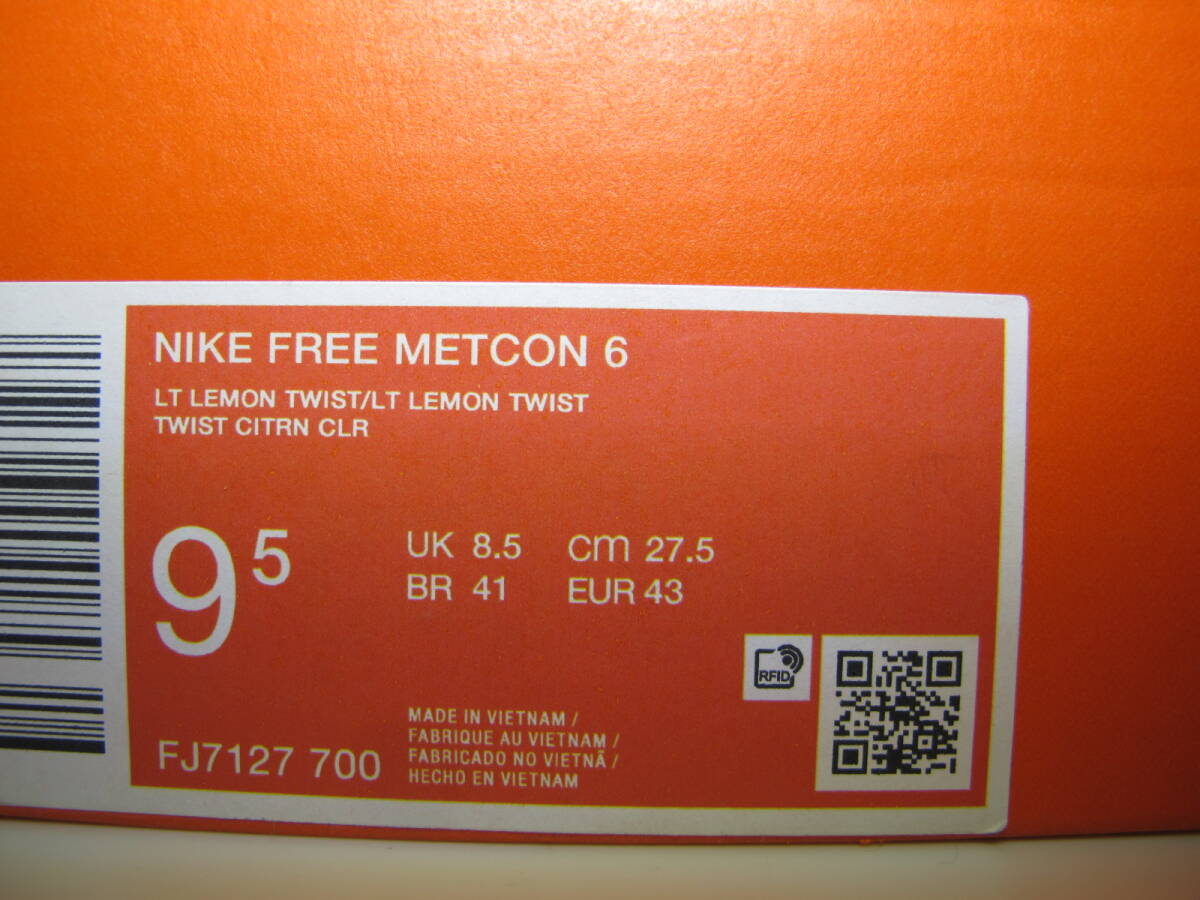 NIKE FREE METCON 6
LT LEMON TWIST/LT LEMON TWIST
TWIST CITRN CLR
9 5
UK 8.5 cm 27.5
BR 41 EUR 43
RFID
FJ7127 700
MADE IN VIETNAM /
FABRIQUE AU VIETNAM /
FABRICADO NO VIETNÃ /
HECHO EN VIETNAM